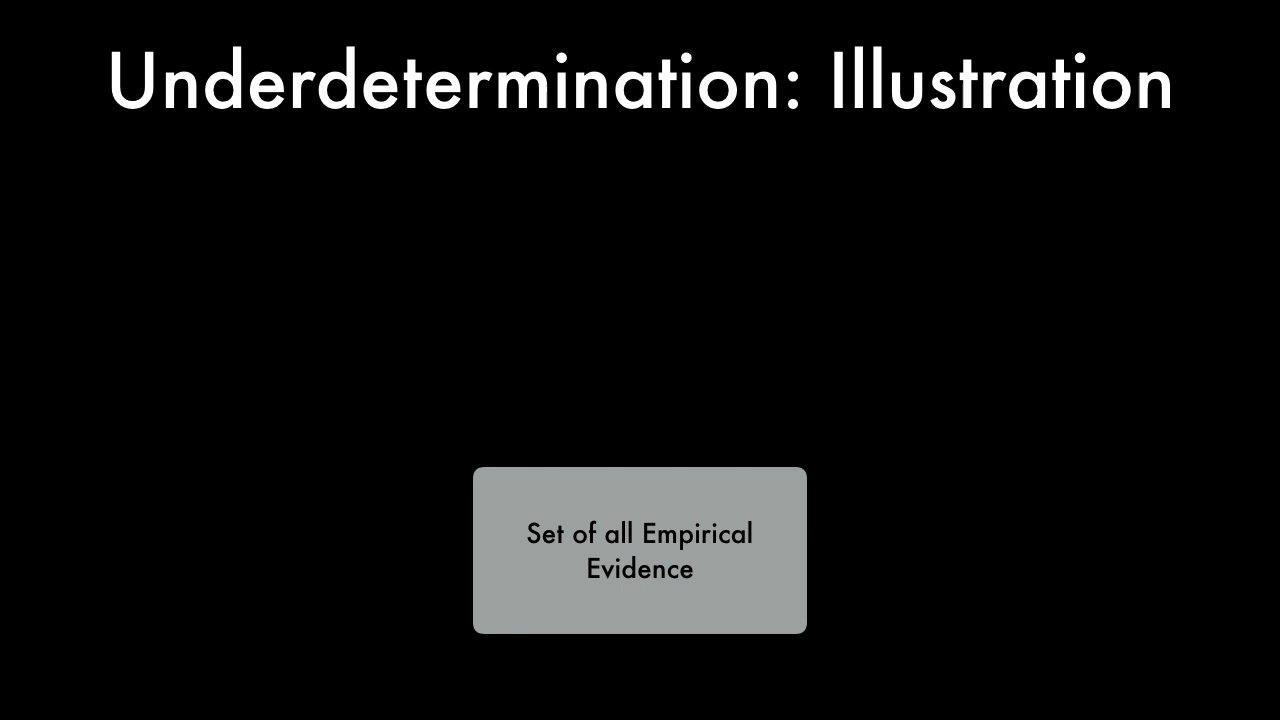 Underdetermination: Illustration
Set of all Empirical
Evidence